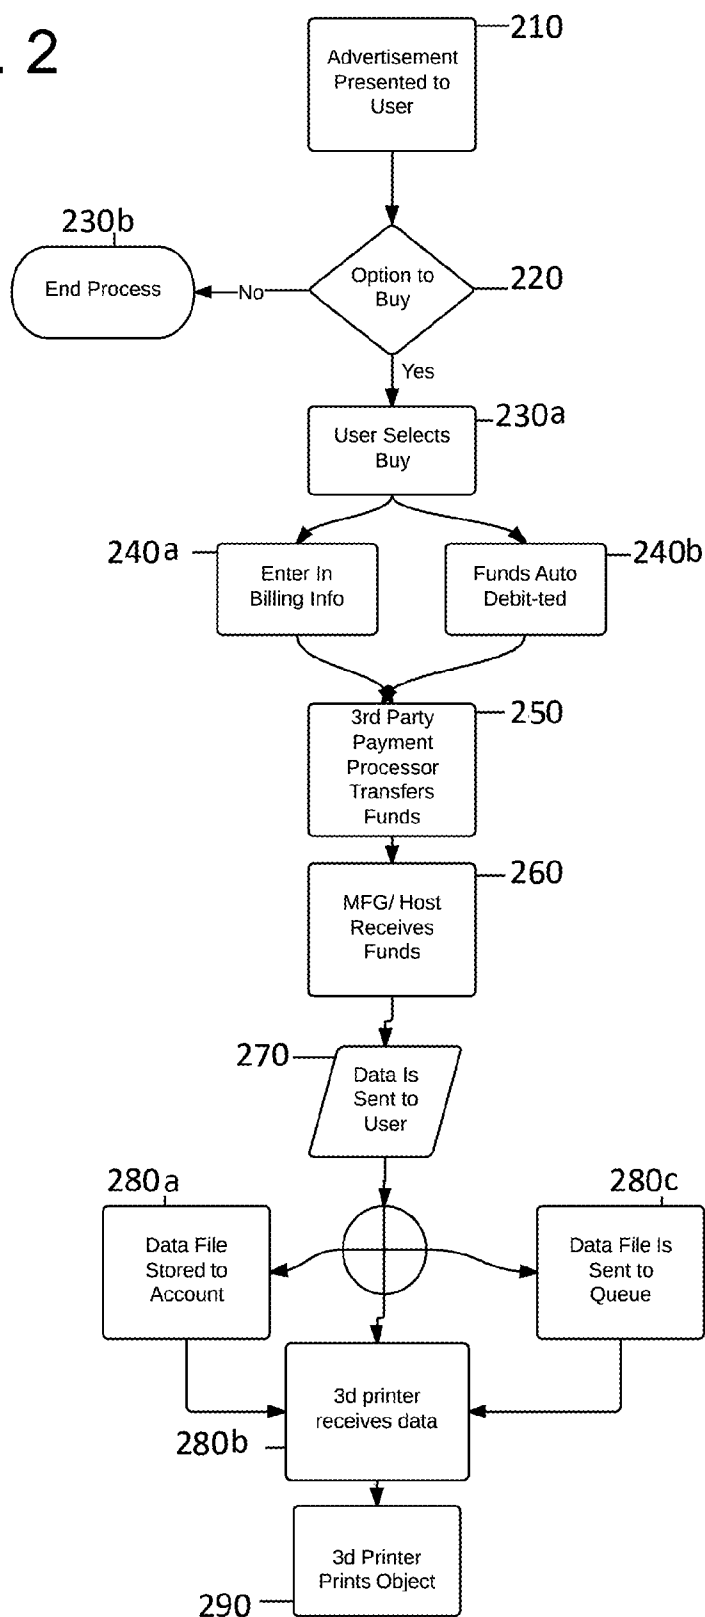 . 2
210
Advertisement
Presented to
User
230b
End Process
No
Option to
Buy
220
Yes
230a
User Selects
Buy
240a
Enter In
Billing Info
240b
Funds Auto
Debit-ted
250
3rd Party
Payment
Processor
Transfers
Funds
260
MFG/ Host
Receives
Funds
270
Data Is
Sent to
User
280a
Data File
Stored to
Account
280c
Data File Is
Sent to
Queue
3d printer
receives data
280b
3d Printer
Prints Object
290